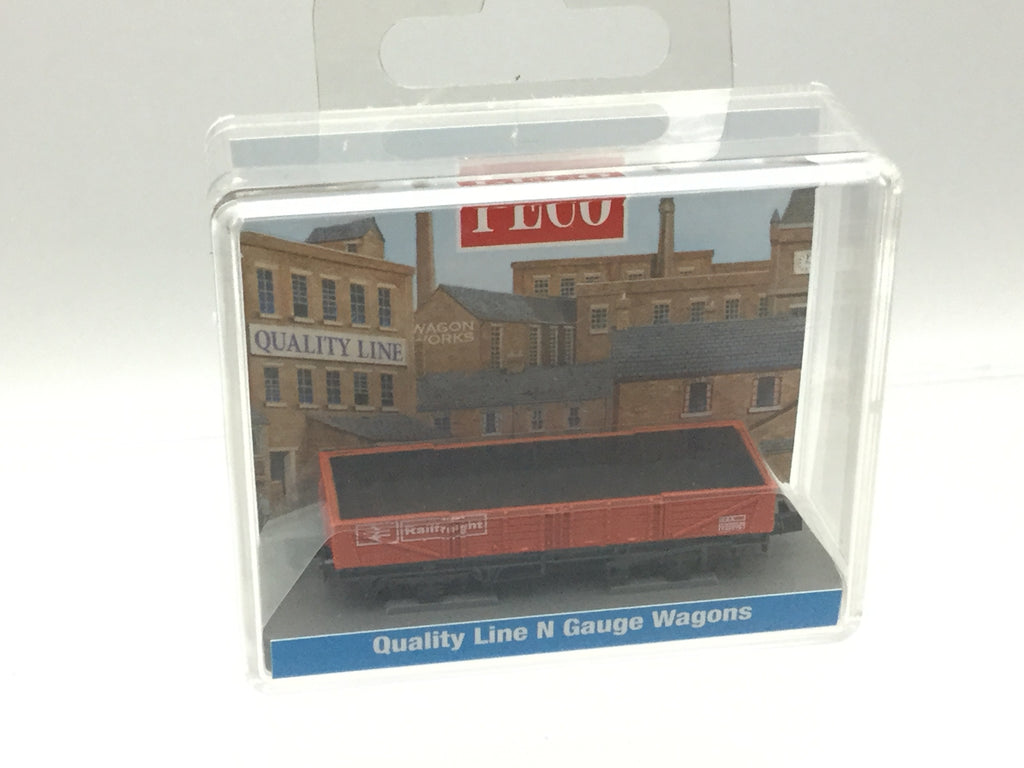 PECO
QUALITY LINE
WAGON
WORKS
Railfreight
Quality Line N Gauge Wagons